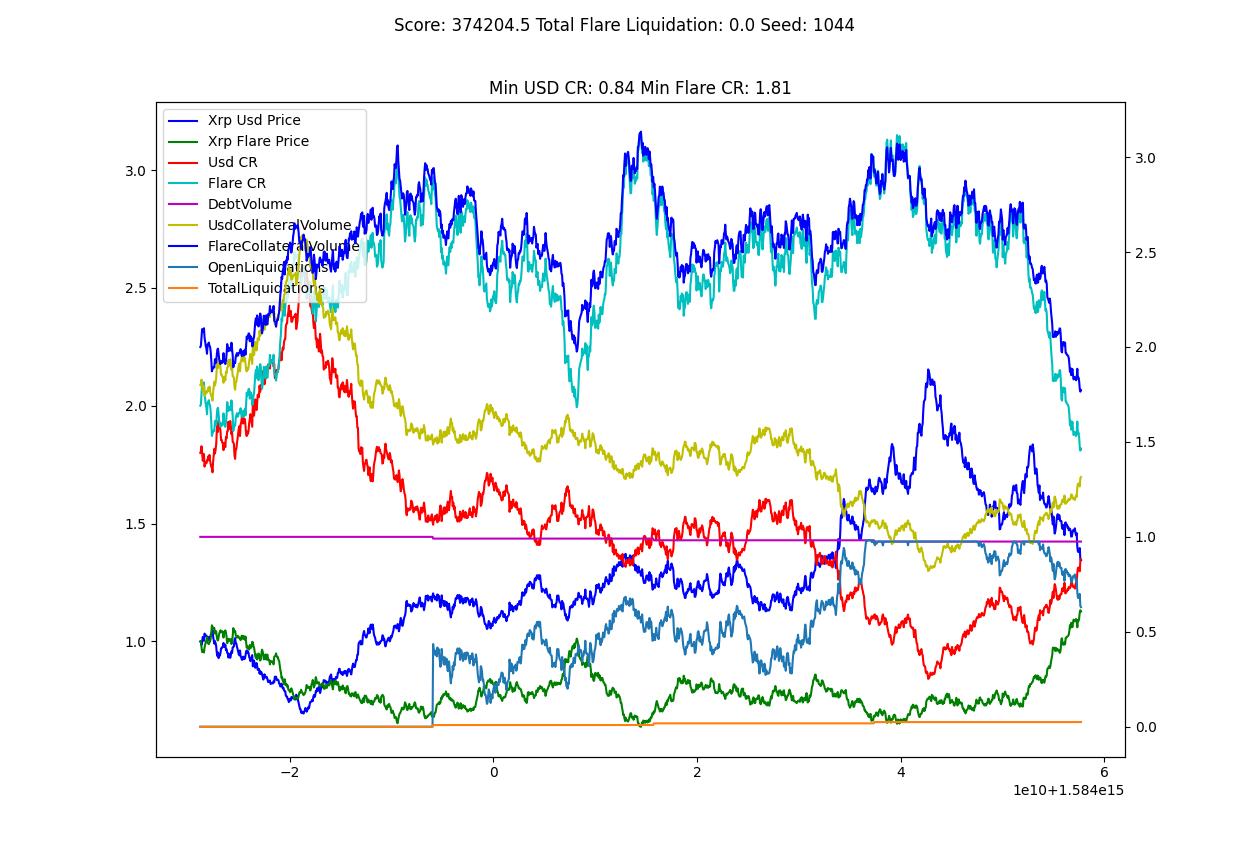 Score: 374204.5 Total Flare Liquidation: 0.0 Seed: 1044
Min USD CR: 0.84 Min Flare CR: 1.81
Xrp Usd Price
Xrp Flare Price
Usd CR
Flare CR
DebtVolume
UsdCollateralVolume
FlareCollateralVolume
OpenLiquidations
TotalLiquidations
3.0
2.5
2.0
1.5
1.0
3.0
2.5
2.0
1.5
1.0
0.5
0.0
−2 0 2 4 6
1e10+1.584e15